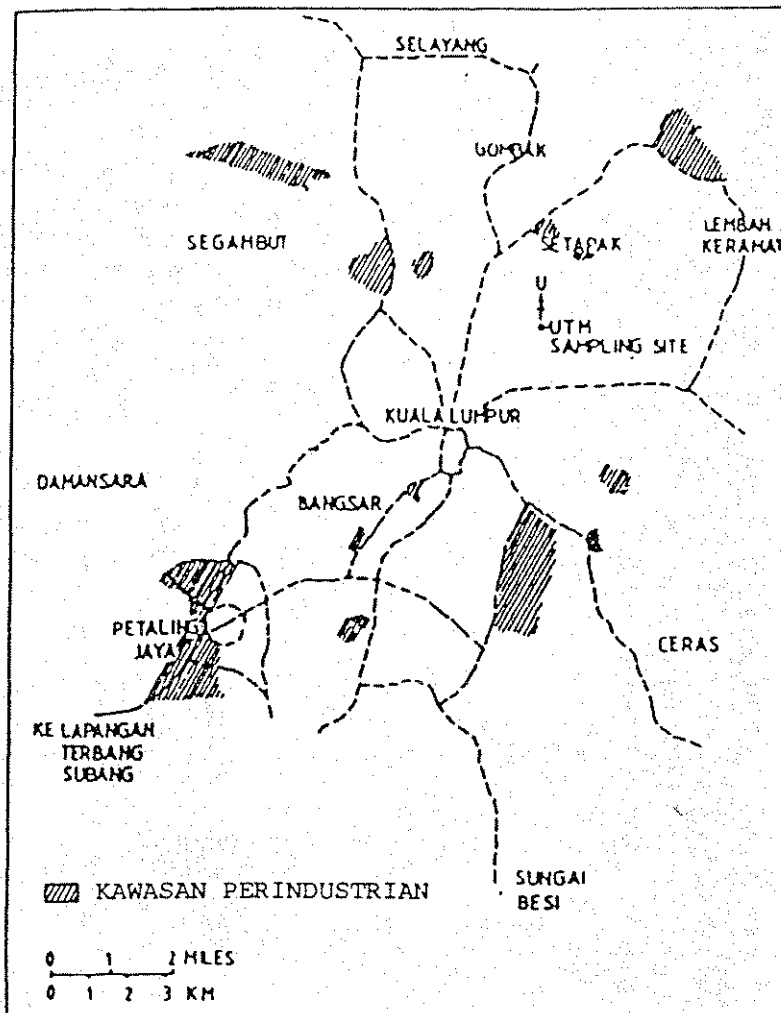 SELAYANG
GOMBAK
SEGAMBUT
SETAPAK
LEMBAH
KERAMAT
U
UTM
SAMPLING SITE
KUALA LUMPUR
DAMANSARA
BANGSAR
PETALING
JAYA
CERAS
KE LAPANGAN
TERBANG
SUBANG
KAWASAN PERINDUSTRIAN
SUNGAI
BESI
0 1 2 MILES
0 1 2 3 KM